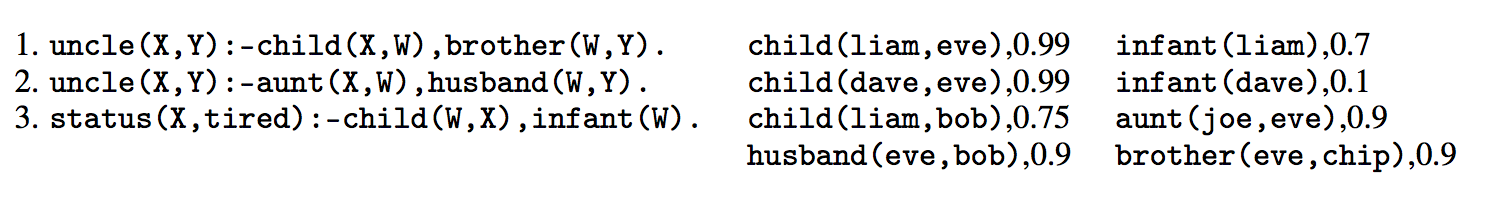 1. uncle(X,Y):-child(X,W),brother(W,Y). child(liam,eve),0.99 infant(liam),0.7
2. uncle(X,Y):-aunt(X,W),husband(W,Y). child(dave,eve),0.99 infant(dave),0.1
3. status(X,tired):-child(W,X),infant(W). child(liam,bob),0.75 aunt(joe,eve),0.9
husband(eve,bob),0.9 brother(eve,chip),0.9